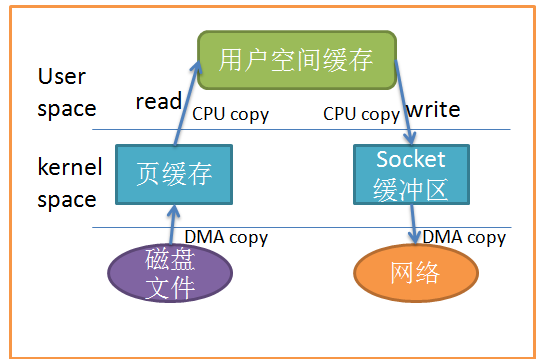 用户空间缓存
User
space
read
CPU copy
CPU copy
write
kernel
space
页缓存
Socket
缓冲区
DMA copy
DMA copy
磁盘
文件
网络